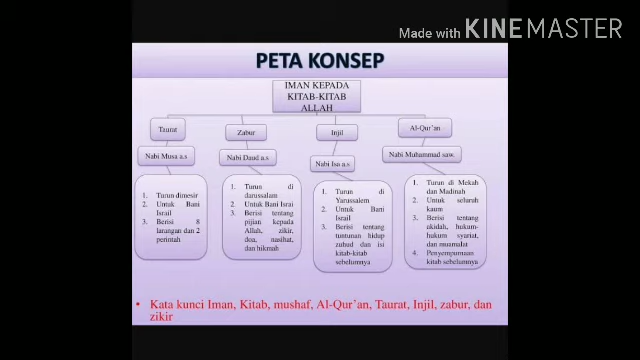 Made with KINEMASTER
PETA KONSEP
IMAN KEPADA
KITAB-KITAB
ALLAH
Taurat
Zabur
Injil
Al-Qur'an
Nabi Musa a.s
Nabi Daud a.s
Nabi Isa a.s
Nabi Muhammad saw.
1. Turun dimesir
2. Untuk Bani
Israil
3. Berisi 8
larangan dan 2
perintah
1. Turun di
darussalam
2. Untuk Bani Israi
3. Berisi tentang
pijian kepada
Allah, zikir,
doa, nasihat,
dan hikmah
1. Turun di
Yarussalem
2. Untuk Bani
Israil
3. Berisi tentang
tuntunan hidup
zuhud dan isi
kitab-kitab
sebelumnya
1. Turun di Mekah
dan Madinah
2. Umtuk seluruh
kaum
3. Berisi tentang
akidah, hukum-
hukum syariat,
dan muamalat
4. Penyempurnaan
kitab sebelumnya
• Kata kunci Iman, Kitab, mushaf, Al-Qur'an, Taurat, Injil, zabur, dan
zikir